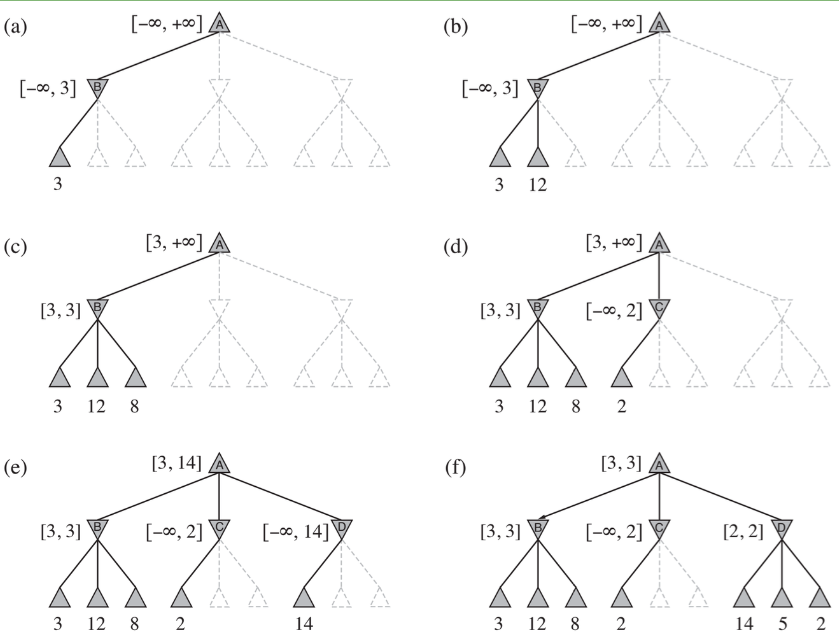 (a) [−∞, +∞] A
[−∞, 3] B
3
(b) [−∞, +∞] A
[−∞, 3] B
3 12
(c) [3, +∞] A
[3, 3] B
3 12 8
(d) [3, +∞] A
[3, 3] B [−∞, 2] C
3 12 8 2
(e) [3, 14] A
[3, 3] B [−∞, 2] C [−∞, 14] D
3 12 8 2 14
(f) [3, 3] A
[3, 3] B [−∞, 2] C [2, 2] D
3 12 8 2 14 5 2